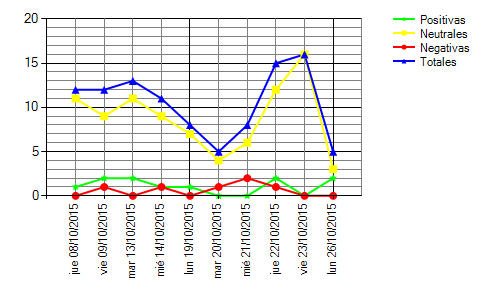 20
15
10
5
0
jue 08/10/2015
vie 09/10/2015
mar 13/10/2015
mié 14/10/2015
lun 19/10/2015
mar 20/10/2015
mié 21/10/2015
jue 22/10/2015
vie 23/10/2015
lun 26/10/2015
Positivas
Neutrales
Negativas
Totales